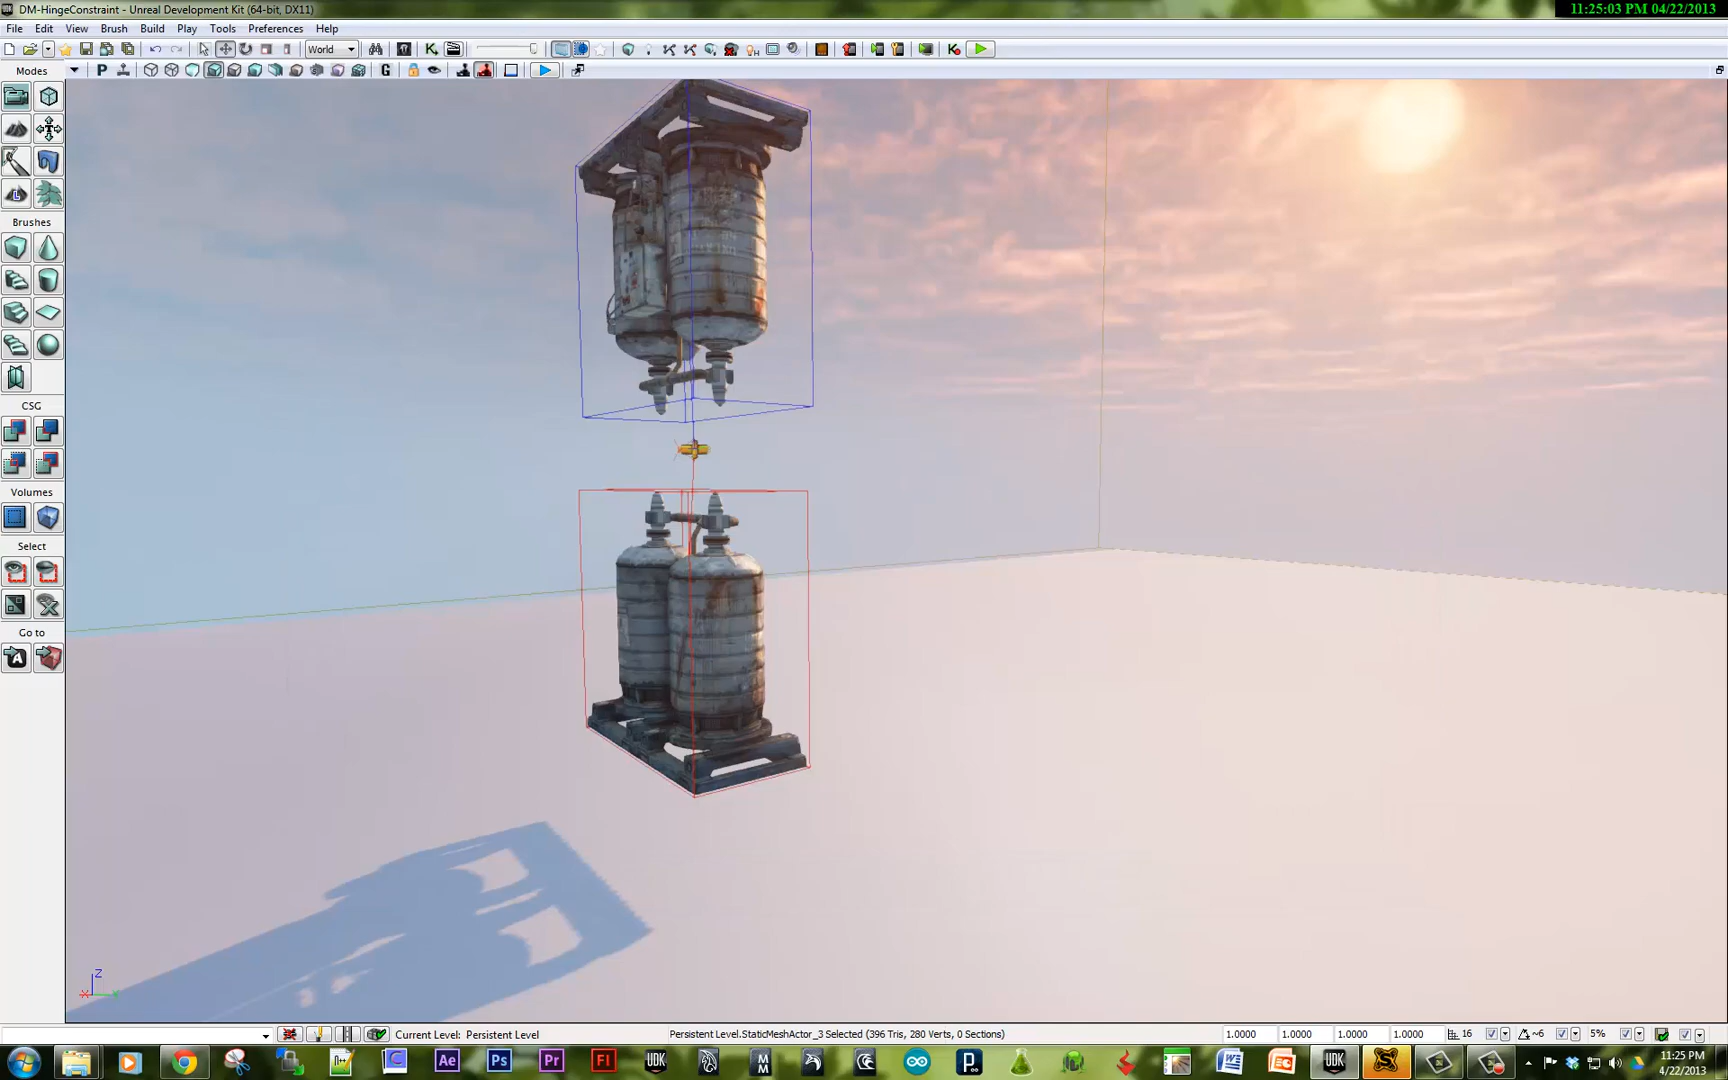 DM-HingeConstraint - Unreal Development Kit (64-bit, DX11)
11:25:03 PM 04/22/2013
File Edit View Brush Build Play Tools Preferences Help
World
Modes
P
G
L
Brushes
CSG
Volumes
Select
Go to
A
Z
X
Y
Current Level: Persistent Level
Persistent Level.StaticMeshActor_3 Selected (396 Tris, 280 Verts, 0 Sections)
1.0000 1.0000 1.0000 1.0000 16 ~6 5%
Ae Ps Pr Fl UDK
UDK
11:25 PM
4/22/2013